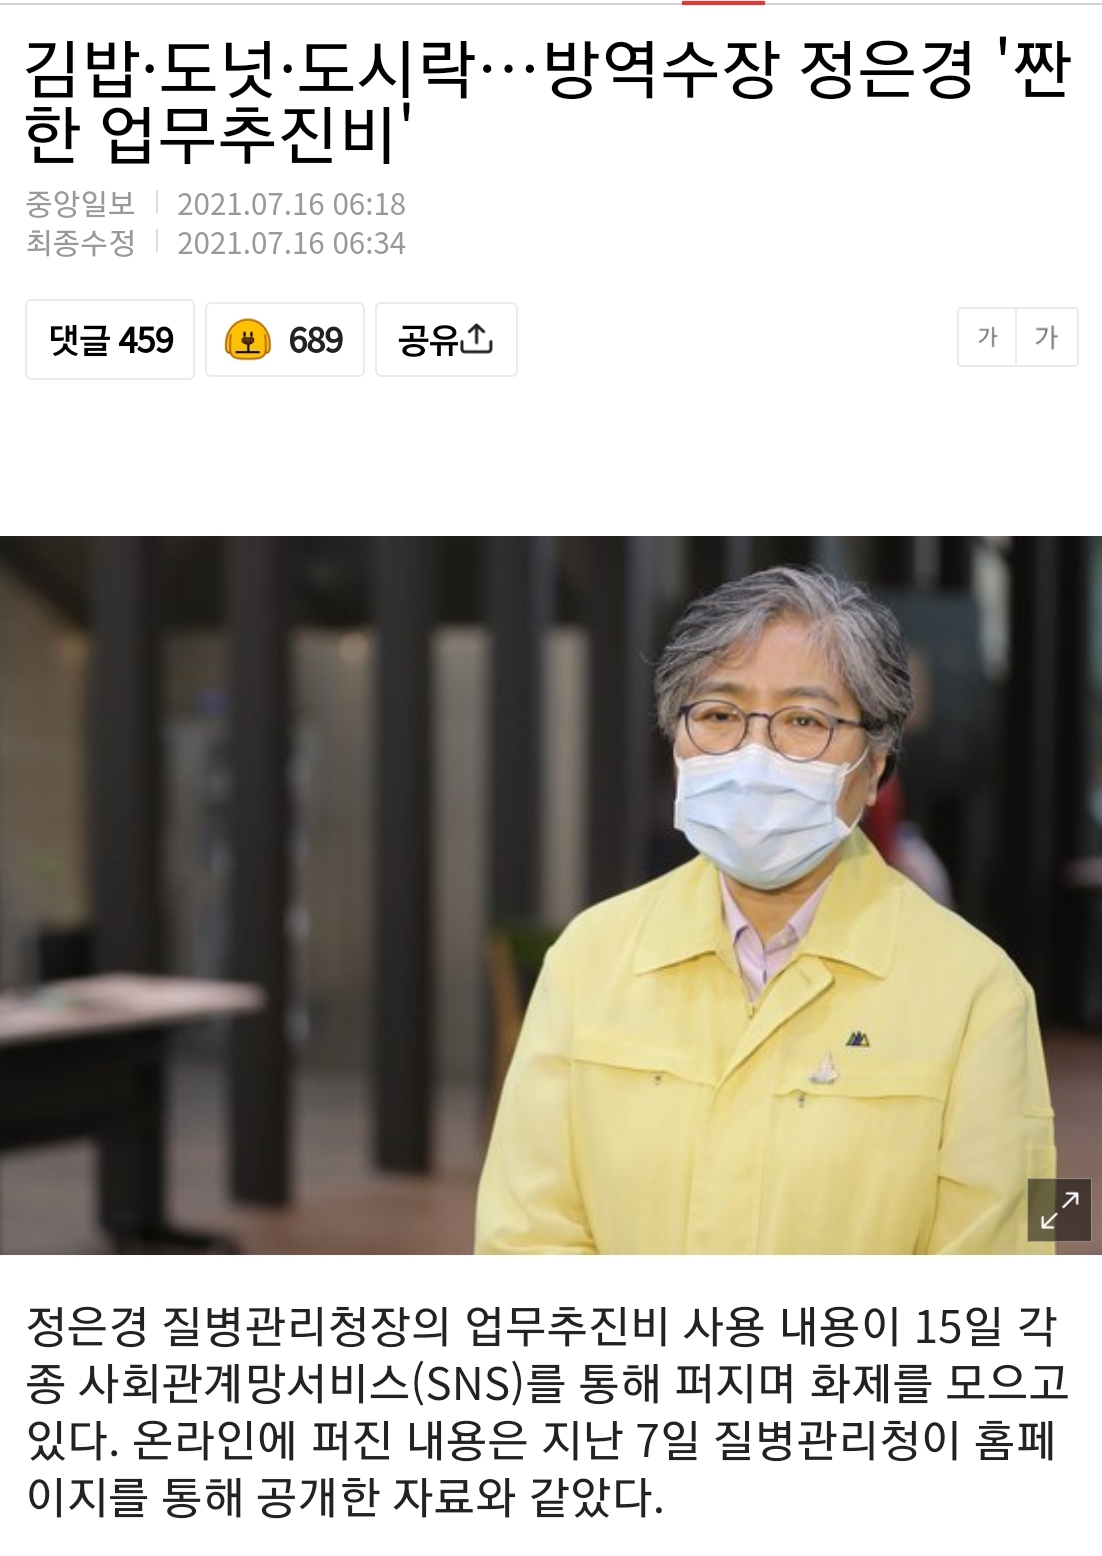 김밥·도넛·도시락…방역수장 정은경 '짠
한 업무추진비'
중앙일보 | 2021.07.16 06:18
최종수정 | 2021.07.16 06:34
댓글 459 689 공유 가 가
정은경 질병관리청장의 업무추진비 사용 내용이 15일 각
종 사회관계망서비스(SNS)를 통해 퍼지며 화제를 모으고
있다. 온라인에 퍼진 내용은 지난 7일 질병관리청이 홈페
이지를 통해 공개한 자료와 같았다.